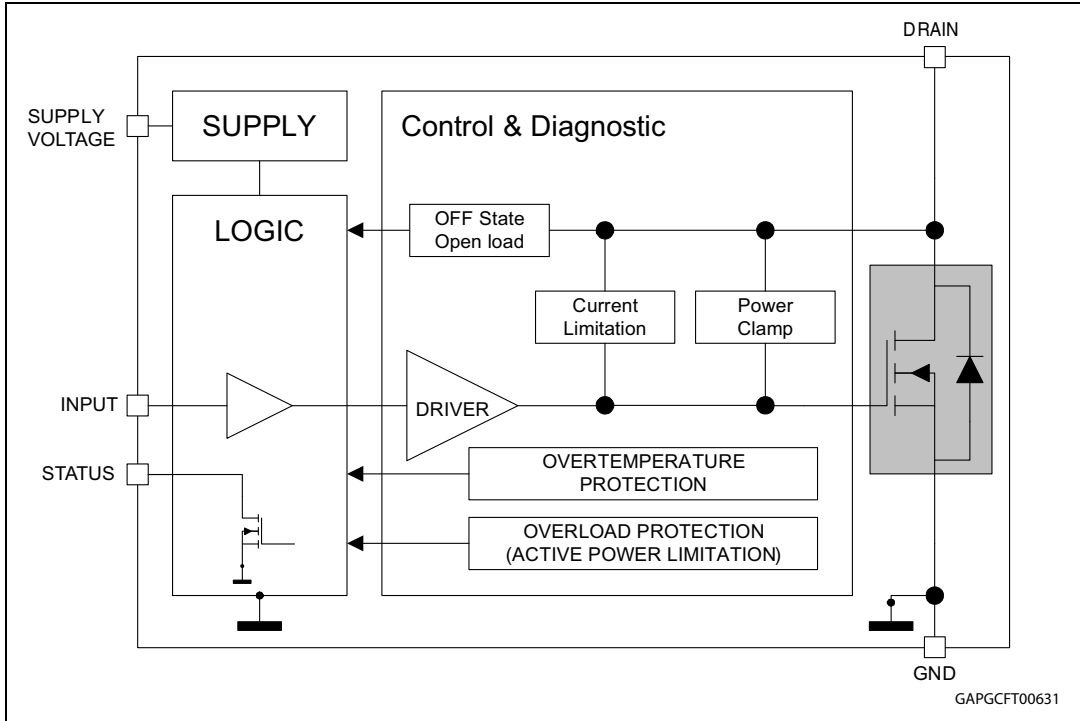 DRAIN
SUPPLY
VOLTAGE
SUPPLY
Control & Diagnostic
LOGIC
OFF State
Open load
Current
Limitation
Power
Clamp
INPUT
DRIVER
STATUS
OVERTEMPERATURE
PROTECTION
OVERLOAD PROTECTION
(ACTIVE POWER LIMITATION)
GND
GAPGCFT00631